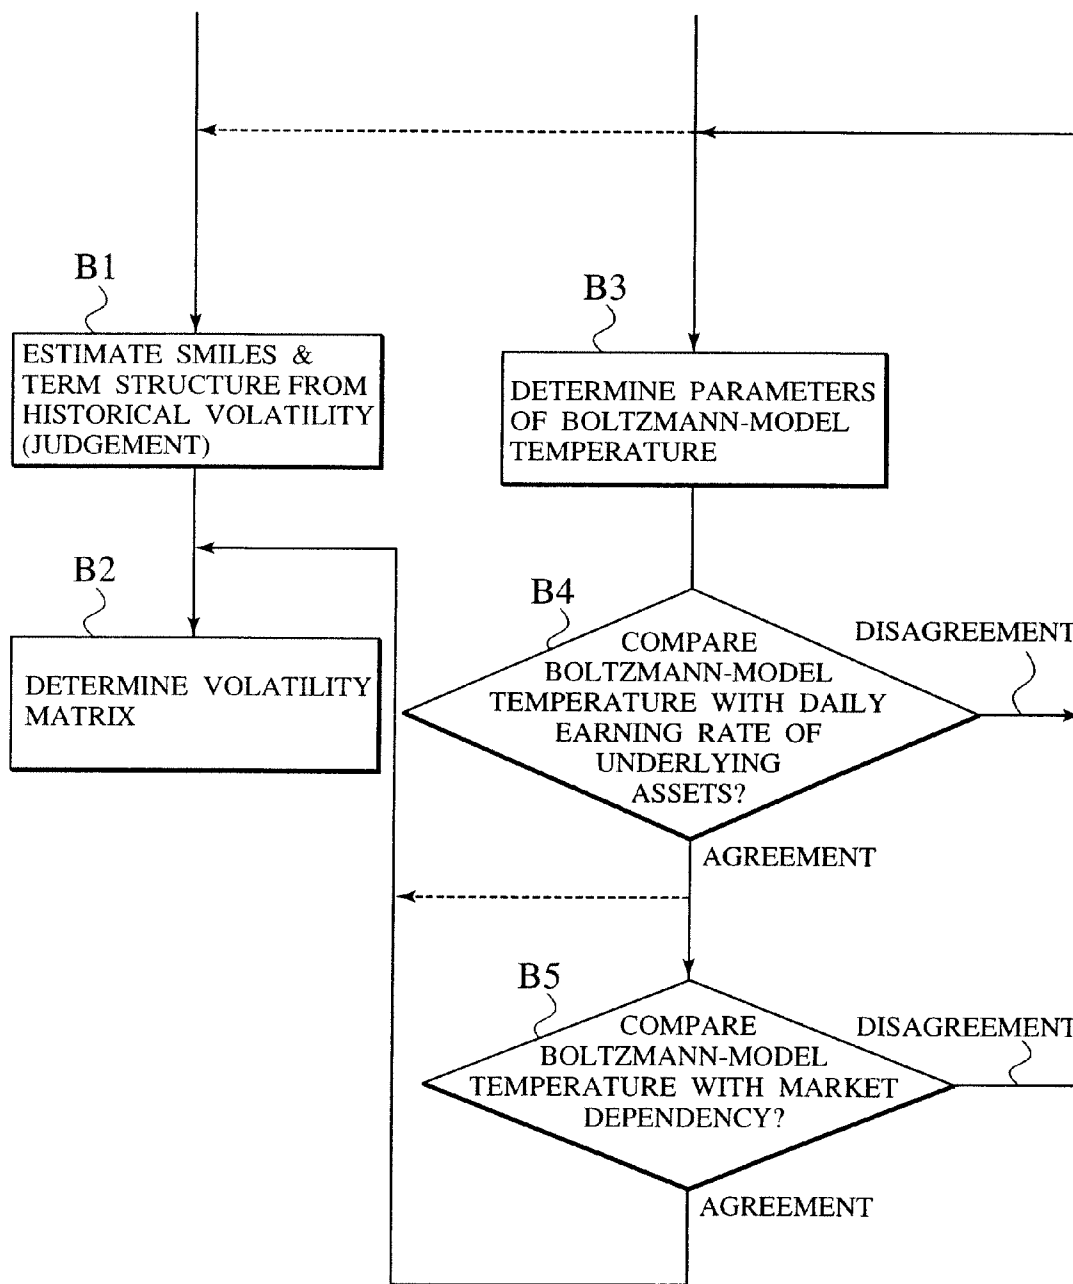 B1
ESTIMATE SMILES &
TERM STRUCTURE FROM
HISTORICAL VOLATILITY
(JUDGEMENT)
B2
DETERMINE VOLATILITY
MATRIX
B3
DETERMINE PARAMETERS
OF BOLTZMANN-MODEL
TEMPERATURE
B4
COMPARE
BOLTZMANN-MODEL
TEMPERATURE WITH DAILY
EARNING RATE OF
UNDERLYING
ASSETS?
DISAGREEMENT
AGREEMENT
B5
COMPARE
BOLTZMANN-MODEL
TEMPERATURE WITH MARKET
DEPENDENCY?
DISAGREEMENT
AGREEMENT